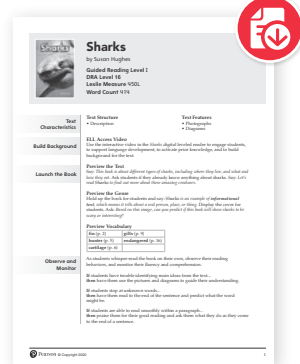 Sharks
Sharks
by Susan Hughes
Guided Reading Level I
DRA Level 16
Lexile Measure 450L
Word Count 474
Text Characteristics
Text Structure
• Description
Text Features
• Photographs
• Diagrams
Build Background
ELL Access Video
Use the interactive video in the Sharks digital leveled reader to engage students,
to support language development, to activate prior knowledge, and to build
background for the text.
Launch the Book
Preview the Text
Say: This book is about different types of sharks, including where they live, and what and
how they eat. Ask students if they already know anything about sharks. Say: Let's
read Sharks to find out more about these amazing creatures.
Preview the Genre
Hold up the book for students and say: Sharks is an example of informational
text, which means it tells about a real person, place, or thing. Display the cover for
students. Ask: Based on this image, can you predict if this book will show sharks to be
scary or interesting?
Preview Vocabulary
fin (p. 2)
gills (p. 9)
hunter (p. 5)
endangered (p. 16)
cartilage (p. 6)
Observe and Monitor
As students whisper-read the book on their own, observe their reading
behaviors, and monitor their fluency and comprehension.
If students have trouble identifying main ideas from the text…
then have them use the pictures and diagrams to guide their understanding.
If students stop at unknown words…
then have them read to the end of the sentence and predict what the word
might be.
If students are able to read smoothly within a paragraph…
then praise them for their good reading and ask them what they do as they come
to the end of a sentence.
Pearson © Copyright 2022
1